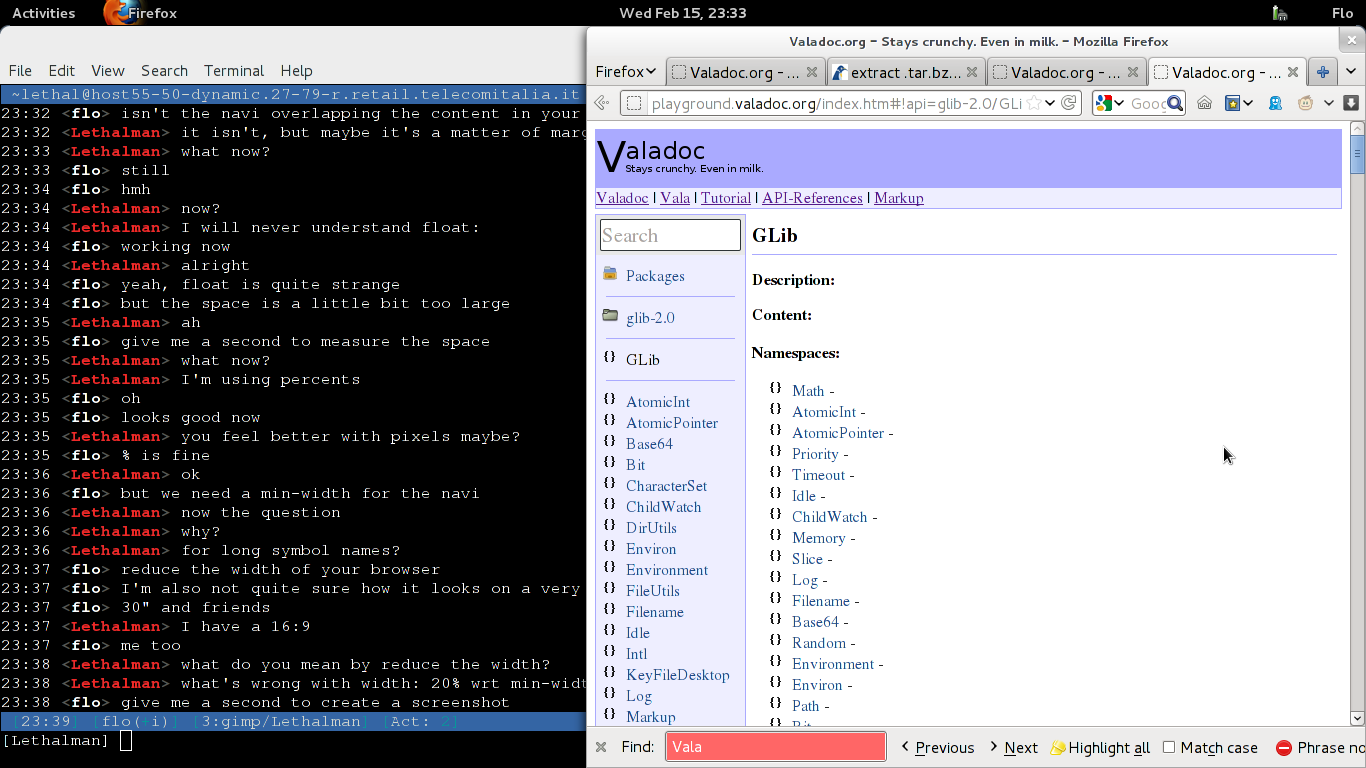 Activities Firefox Wed Feb 15, 23:33 Flo
File Edit View Search Terminal Help
~lethal@host55-50-dynamic.27-79-r.retail.telecomitalia.it
23:32 <flo> isn't the navi overlapping the content in your
23:32 <Lethalman> it isn't, but maybe it's a matter of marg
23:33 <Lethalman> what now?
23:33 <flo> still
23:34 <flo> hmh
23:34 <Lethalman> now?
23:34 <Lethalman> I will never understand float:
23:34 <flo> working now
23:34 <Lethalman> alright
23:34 <flo> yeah, float is quite strange
23:34 <flo> but the space is a little bit too large
23:35 <Lethalman> ah
23:35 <flo> give me a second to measure the space
23:35 <Lethalman> what now?
23:35 <Lethalman> I'm using percents
23:35 <flo> oh
23:35 <flo> looks good now
23:35 <Lethalman> you feel better with pixels maybe?
23:35 <flo> % is fine
23:36 <Lethalman> ok
23:36 <flo> but we need a min-width for the navi
23:36 <Lethalman> now the question
23:36 <Lethalman> why?
23:36 <Lethalman> for long symbol names?
23:37 <flo> reduce the width of your browser
23:37 <flo> I'm also not quite sure how it looks on a very
23:37 <flo> 30" and friends
23:37 <Lethalman> I have a 16:9
23:37 <flo> me too
23:38 <Lethalman> what do you mean by reduce the width?
23:38 <Lethalman> what's wrong with width: 20% wrt min-widt
23:38 <flo> give me a second to create a screenshot
[23:39] [flo(+i)] [3:gimp/Lethalman] [Act: 2]
[Lethalman]
Valadoc.org - Stays crunchy. Even in milk. - Mozilla Firefox
Firefox Valadoc.org - ... extract .tar.bz... Valadoc.org - ... Valadoc.org - ...
playground.valadoc.org/index.htm#!api=glib-2.0/GLi Goog
Valadoc
Stays crunchy. Even in milk.
Valadoc | Vala | Tutorial | API-References | Markup
Search
Packages
glib-2.0
{} GLib
{} AtomicInt
{} AtomicPointer
{} Base64
{} Bit
{} CharacterSet
{} ChildWatch
{} DirUtils
{} Environ
{} Environment
{} FileUtils
{} Filename
{} Idle
{} Intl
{} KeyFileDesktop
{} Log
{} Markup
GLib
Description:
Content:
Namespaces:
{} Math -
{} AtomicInt -
{} AtomicPointer -
{} Priority -
{} Timeout -
{} Idle -
{} ChildWatch -
{} Memory -
{} Slice -
{} Log -
{} Filename -
{} Base64 -
{} Random -
{} Environment -
{} Environ -
{} Path -
{} Bit -
Find: Vala Previous Next Highlight all Match case Phrase no